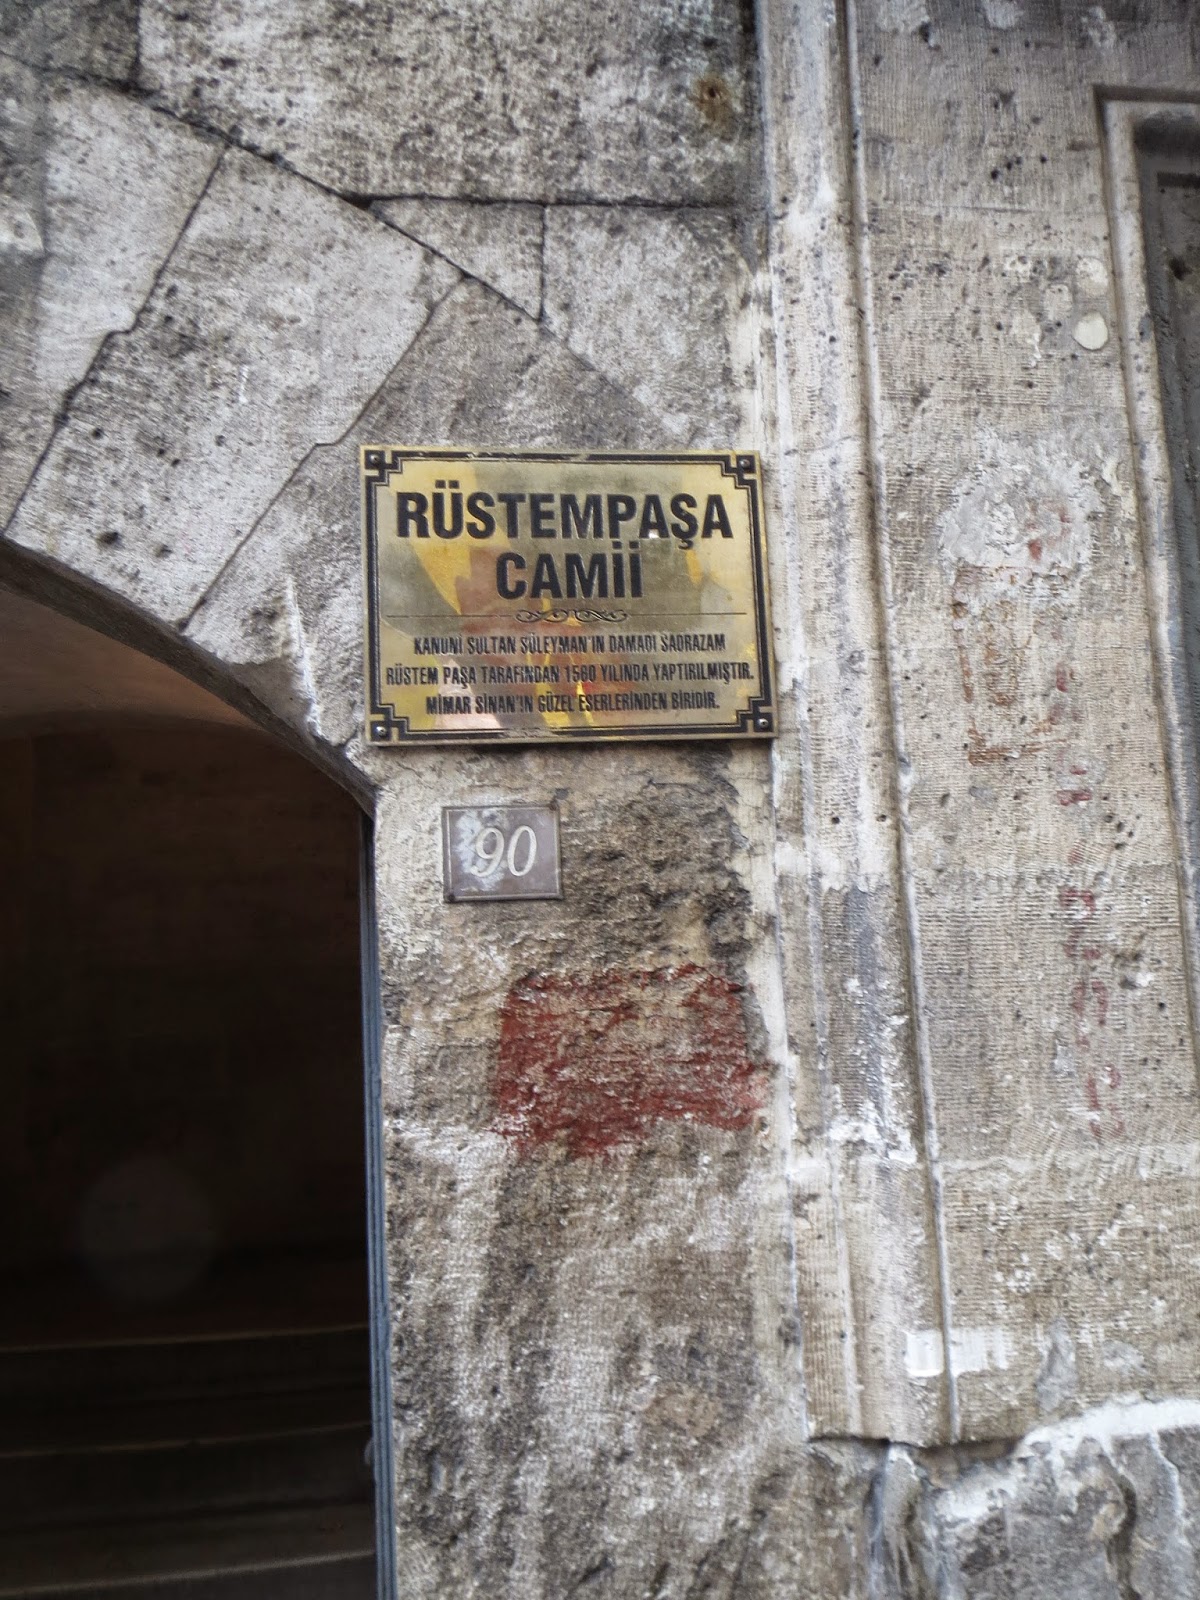 RÜSTEMPAŞA
CAMİİ
KANUNİ SULTAN SÜLEYMAN'IN DAMADI SADRAZAM
RÜSTEM PAŞA TARAFINDAN 1560 YILINDA YAPTIRILMIŞTIR.
MİMAR SİNAN'IN GÜZEL ESERLERİNDEN BİRİDİR.
90